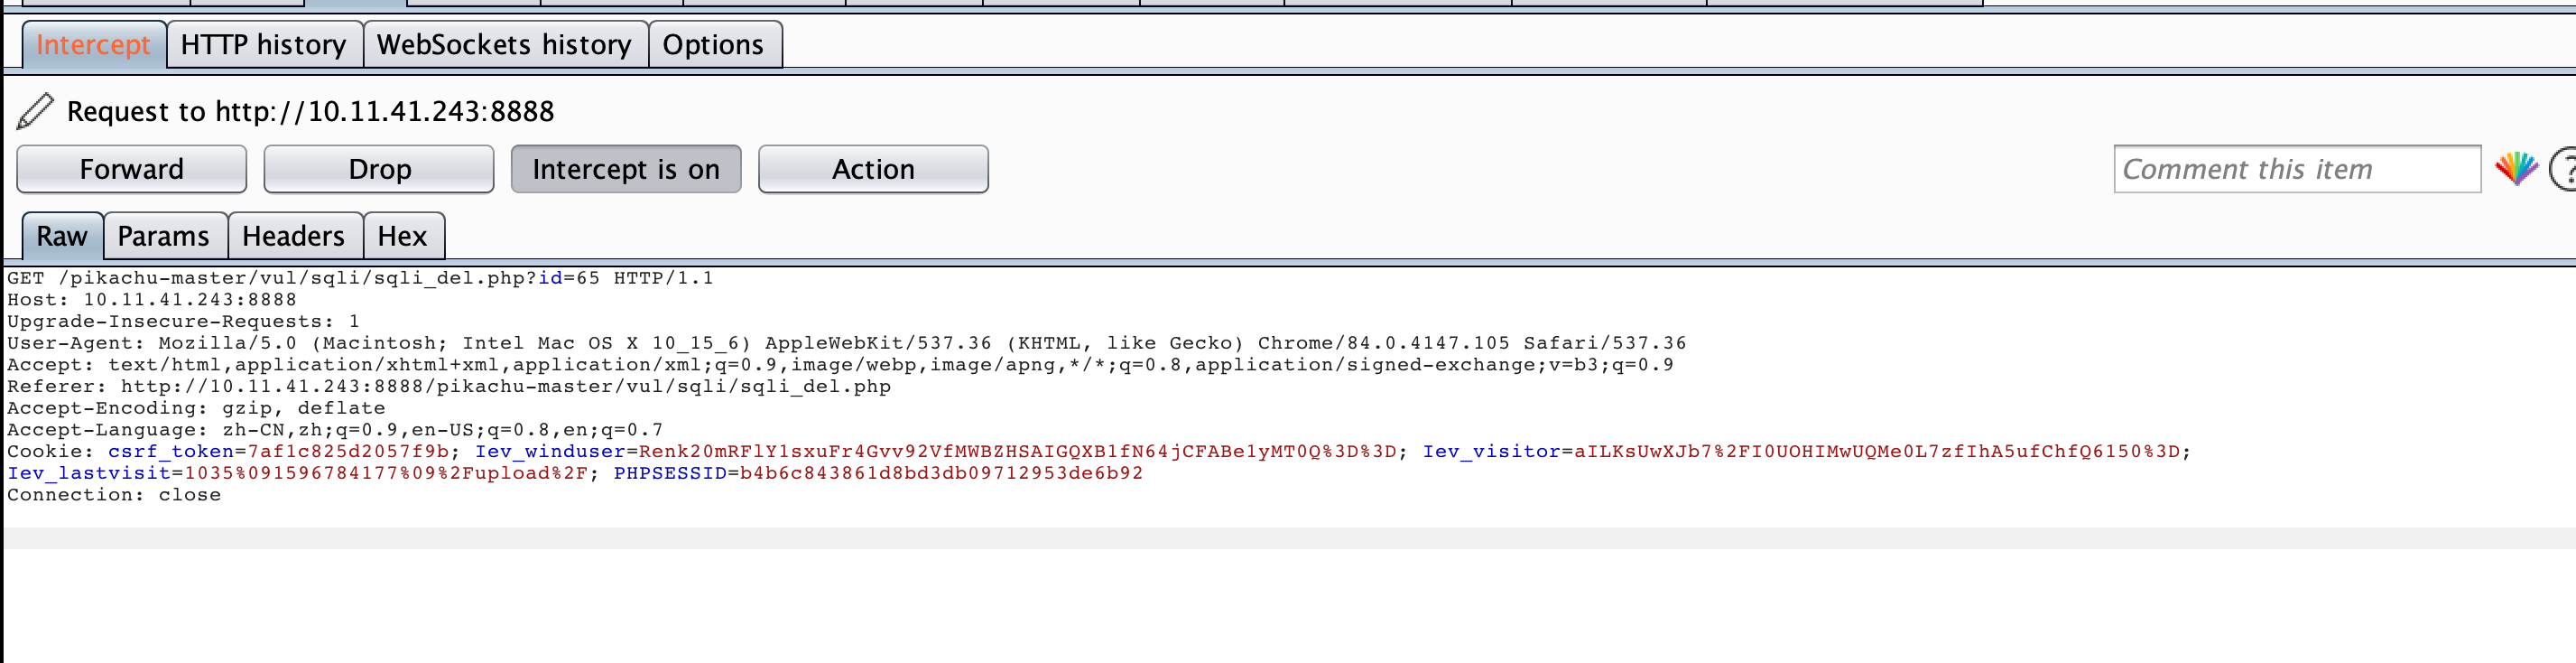 Intercept HTTP history WebSockets history Options
Request to http://10.11.41.243:8888
Forward Drop Intercept is on Action Comment this item ?
Raw Params Headers Hex
GET /pikachu-master/vul/sqli/sqli_del.php?id=65 HTTP/1.1
Host: 10.11.41.243:8888
Upgrade-Insecure-Requests: 1
User-Agent: Mozilla/5.0 (Macintosh; Intel Mac OS X 10_15_6) AppleWebKit/537.36 (KHTML, like Gecko) Chrome/84.0.4147.105 Safari/537.36
Accept: text/html,application/xhtml+xml,application/xml;q=0.9,image/webp,image/apng,*/*;q=0.8,application/signed-exchange;v=b3;q=0.9
Referer: http://10.11.41.243:8888/pikachu-master/vul/sqli/sqli_del.php
Accept-Encoding: gzip, deflate
Accept-Language: zh-CN,zh;q=0.9,en-US;q=0.8,en;q=0.7
Cookie: csrf_token=7af1c825d2057f9b; Iev_winduser=Renk20mRFlY1sxuFr4Gvv92VfMWBZHSAIGQXB1fN64jCFABe1yMT0Q%3D%3D; Iev_visitor=aILKsUwXJb7%2FI0UOHIMwUQMe0L7zfIhA5ufChfQ6150%3D;
Iev_lastvisit=1035%091596784177%09%2Fupload%2F; PHPSESSID=b4b6c843861d8bd3db09712953de6b92
Connection: close